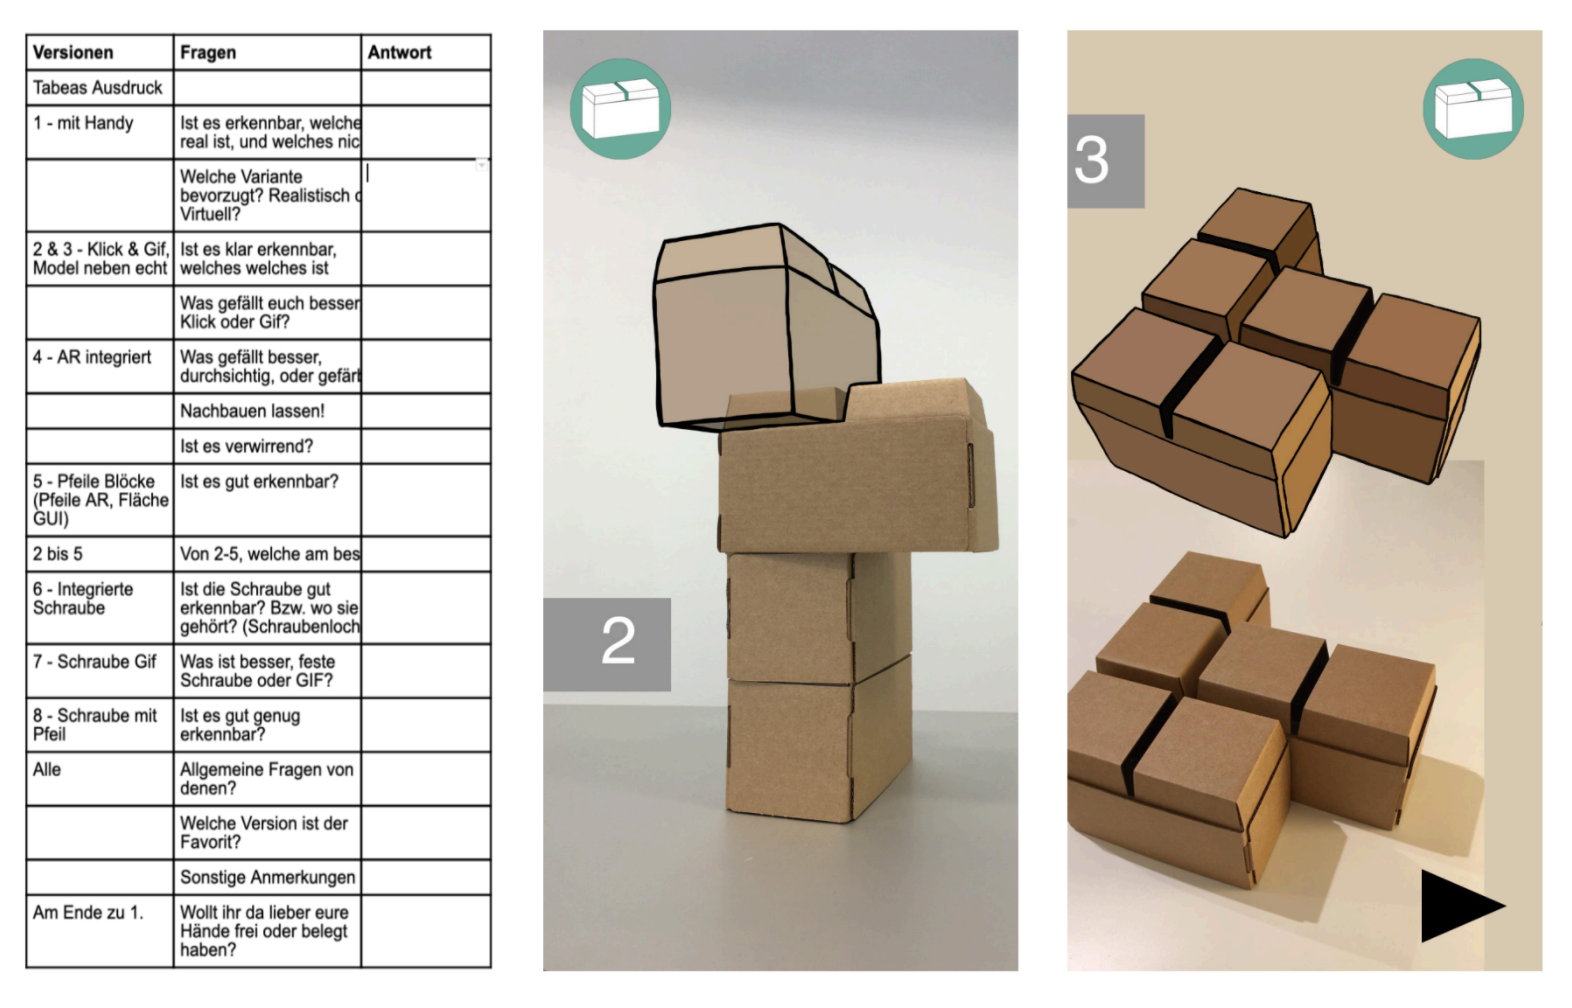 Versionen Fragen Antwort
Tabeas Ausdruck
1 - mit Handy
Ist es erkennbar, welche
real ist, und welches nic
Welche Variante
bevorzugt? Realistisch
Virtuell?
2 & 3 - Klick & Gif,
Model neben echt
Ist es klar erkennbar,
welches welches ist
Was gefällt euch besser
Klick oder Gif?
4 - AR integriert
Was gefällt besser,
durchsichtig, oder gefärt
Nachbauen lassen!
Ist es verwirrend?
5 - Pfeile Blöcke
(Pfeile AR, Fläche
GUI)
Ist es gut erkennbar?
2 bis 5
Von 2-5, welche am bes
6 - Integrierte
Schraube
Ist die Schraube gut
erkennbar? Bzw. wo sie
gehört? (Schraubenloch
7 - Schraube Gif
Was ist besser, feste
Schraube oder GIF?
8 - Schraube mit
Pfeil
Ist es gut genug
erkennbar?
Alle
Allgemeine Fragen von
denen?
Welche Version ist der
Favorit?
Sonstige Anmerkungen
Am Ende zu 1.
Wollt ihr da lieber eure
Hände frei oder belegt
haben?
2
3